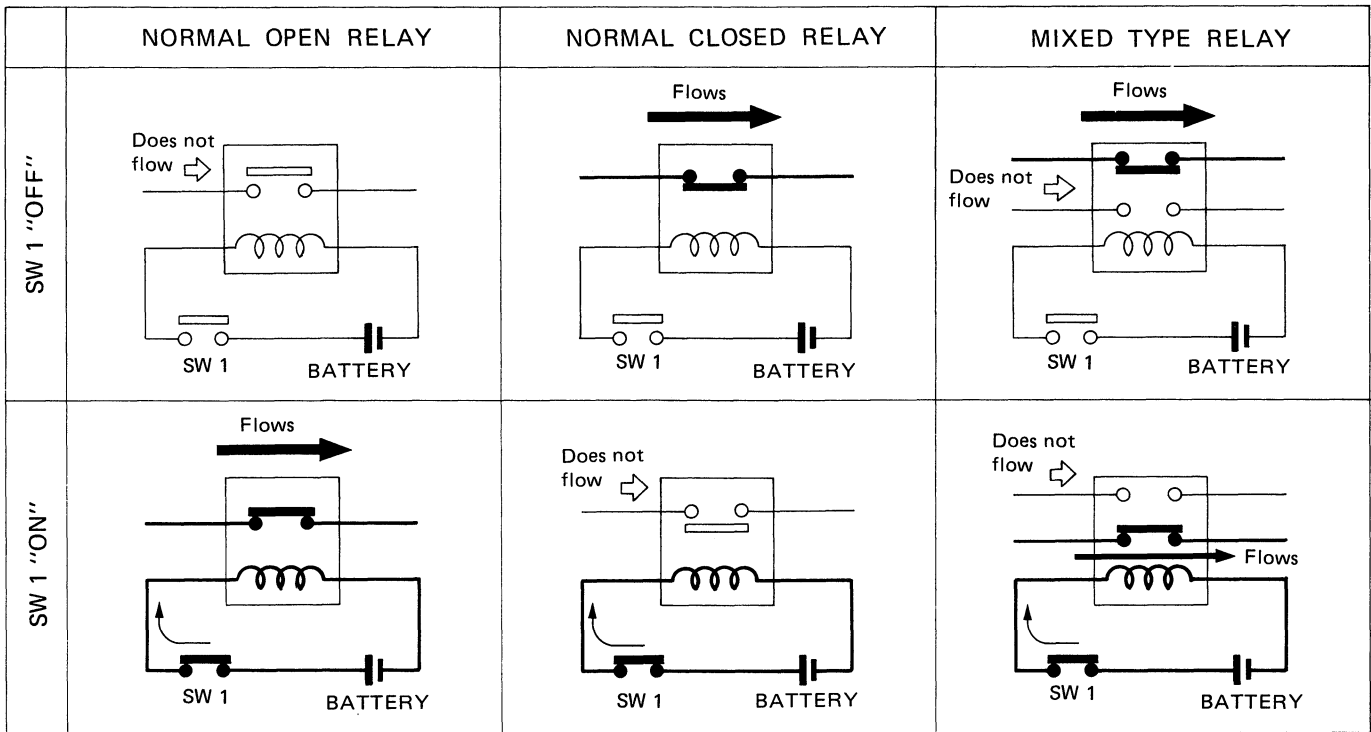 NORMAL OPEN RELAY
NORMAL CLOSED RELAY
MIXED TYPE RELAY
SW 1 "OFF"
Does not
flow
SW 1
BATTERY
Flows
SW 1
BATTERY
Flows
Does not
flow
SW 1
BATTERY
SW 1 "ON"
Flows
SW 1
BATTERY
Does not
flow
SW 1
BATTERY
Does not
flow
Flows
SW 1
BATTERY